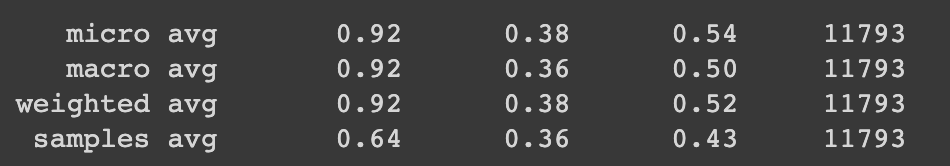 micro avg 0.92 0.38 0.54 11793
macro avg 0.92 0.36 0.50 11793
weighted avg 0.92 0.38 0.52 11793
samples avg 0.64 0.36 0.43 11793